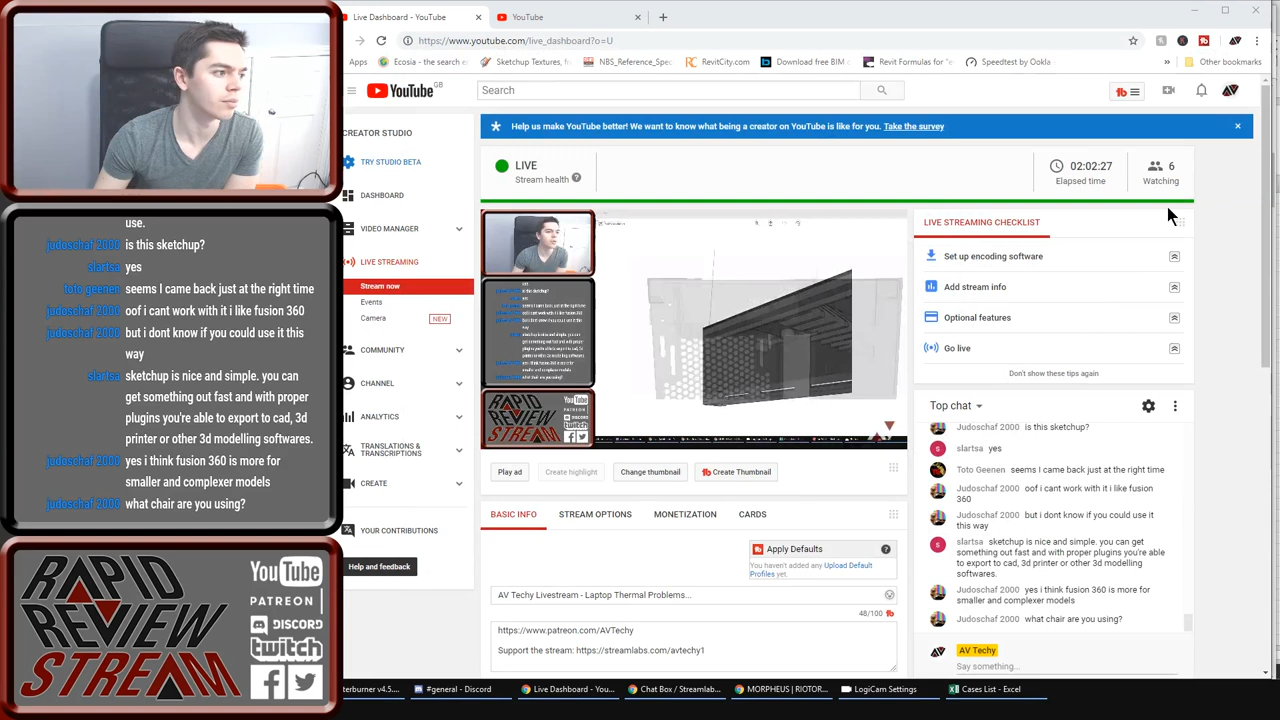 Live Dashboard - YouTube
YouTube
https://www.youtube.com/live_dashboard?o=U
Apps
Ecosia - the search e
Sketchup Textures, f
NBS_Reference_Spec
RevitCity.com
Download free BIM c
Revit Formulas for "e
Speedtest by Ookla
»
Other bookmarks
YouTube GB
Search
Help us make YouTube better! We want to know what being a creator on YouTube is like for you. Take the survey
CREATOR STUDIO
TRY STUDIO BETA
DASHBOARD
VIDEO MANAGER
LIVE STREAMING
Stream now
Events
Camera
NEW
COMMUNITY
CHANNEL
ANALYTICS
TRANSLATIONS &
TRANSCRIPTIONS
CREATE
YOUR CONTRIBUTIONS
Help and feedback
LIVE
Stream health
02:02:27
Elapsed time
6
Watching
LIVE STREAMING CHECKLIST
Set up encoding software
Add stream info
Optional features
Go live
Don't show these tips again
Play ad
Create highlight
Change thumbnail
Create Thumbnail
BASIC INFO
STREAM OPTIONS
MONETIZATION
CARDS
Apply Defaults
You haven't added any Upload Default
Profiles yet.
AV Techy Livestream - Laptop Thermal Problems...
48/100
https://www.patreon.com/AVTechy
Support the stream: https://streamlabs.com/avtechy1
Top chat
Judoschaf 2000 is this sketchup?
slartsa yes
Toto Geenen seems I came back just at the right time
Judoschaf 2000 oof i cant work with it i like fusion
360
Judoschaf 2000 but i dont know if you could use it
this way
slartsa sketchup is nice and simple. you can get
something out fast and with proper plugins you're able
to export to cad, 3d printer or other 3d modelling
softwares.
Judoschaf 2000 yes i think fusion 360 is more for
smaller and complexer models
Judoschaf 2000 what chair are you using?
AV Techy
Say something...
use.
judoschaf 2000 is this sketchup?
slartsa yes
toto geenen seems I came back just at the right time
judoschaf 2000 oof i cant work with it i like fusion 360
judoschaf 2000 but i dont know if you could use it this
way
slartsa sketchup is nice and simple. you can
get something out fast and with proper
plugins you're able to export to cad, 3d
printer or other 3d modelling softwares.
judoschaf 2000 yes i think fusion 360 is more for
smaller and complexer models
judoschaf 2000 what chair are you using?
RAPID
REVIEW
STREAM
YouTube
PATREON
DISCORD
twitch
terburner v4.5....
#general - Discord
Live Dashboard - You...
Chat Box / Streamlab...
MORPHEUS | RIOTOR...
LogiCam Settings
Cases List - Excel